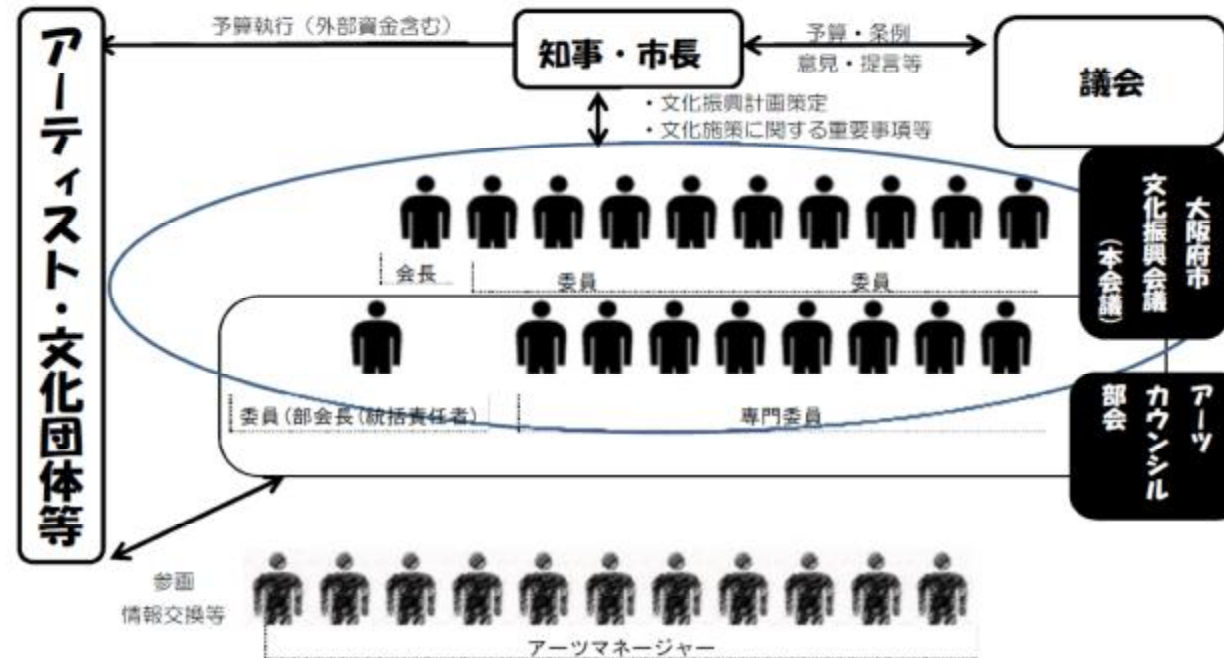 アーティスト・文化団体等
予算執行（外部資金含む）
知事・市長
予算・条例
意見・提言等
議会
・文化振興計画策定
・文化施策に関する重要事項等
大阪府市
文化振興会議
（本会議）
会長
委員
委員
委員(部会長(統括責任者)
専門委員
アーツ
カウンシル
部会
参画
情報交換等
アーツマネージャー